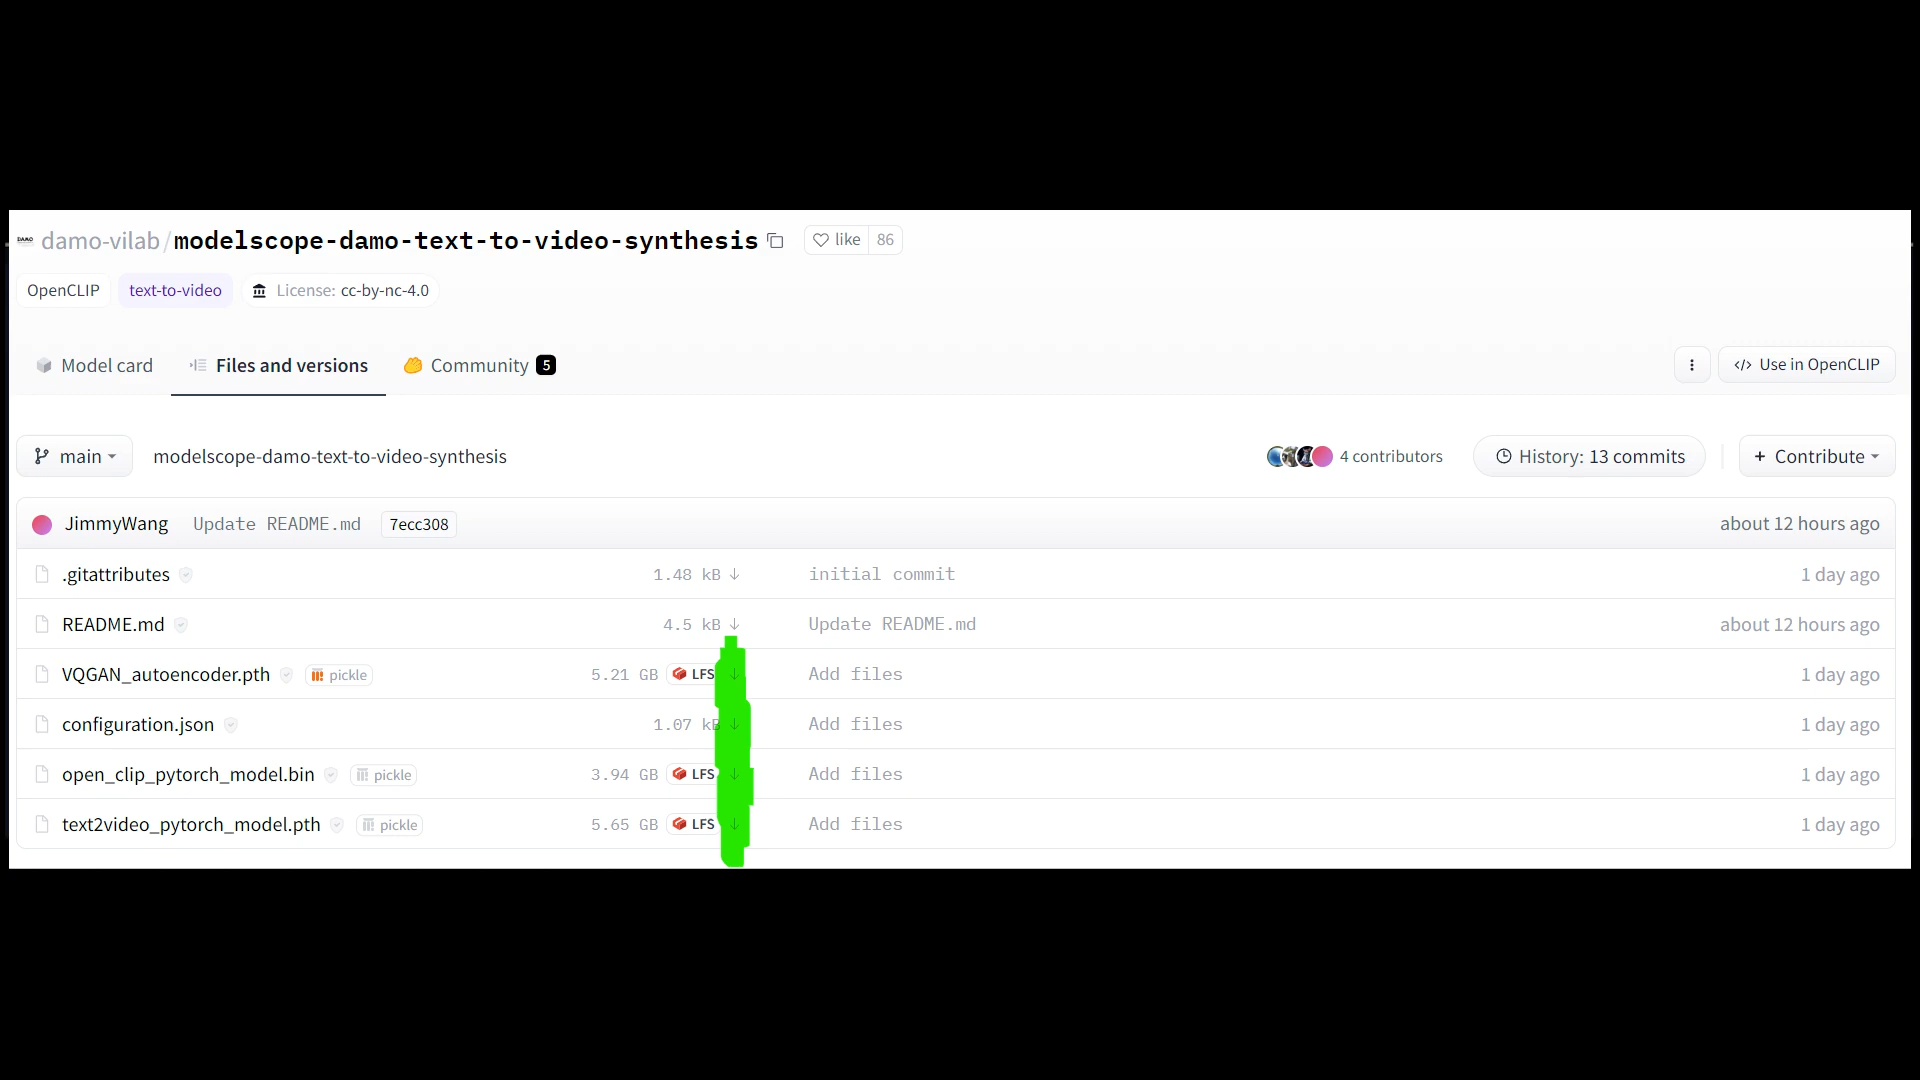 DAMO damo-vilab/modelscope-damo-text-to-video-synthesis like 86
OpenCLIP text-to-video License: cc-by-nc-4.0
Model card Files and versions Community 5 Use in OpenCLIP
main modelscope-damo-text-to-video-synthesis 4 contributors History: 13 commits + Contribute
JimmyWang Update README.md 7ecc308 about 12 hours ago
.gitattributes 1.48 kB initial commit 1 day ago
README.md 4.5 kB Update README.md about 12 hours ago
VQGAN_autoencoder.pth pickle 5.21 GB LFS Add files 1 day ago
configuration.json 1.07 kB Add files 1 day ago
open_clip_pytorch_model.bin pickle 3.94 GB LFS Add files 1 day ago
text2video_pytorch_model.pth pickle 5.65 GB LFS Add files 1 day ago